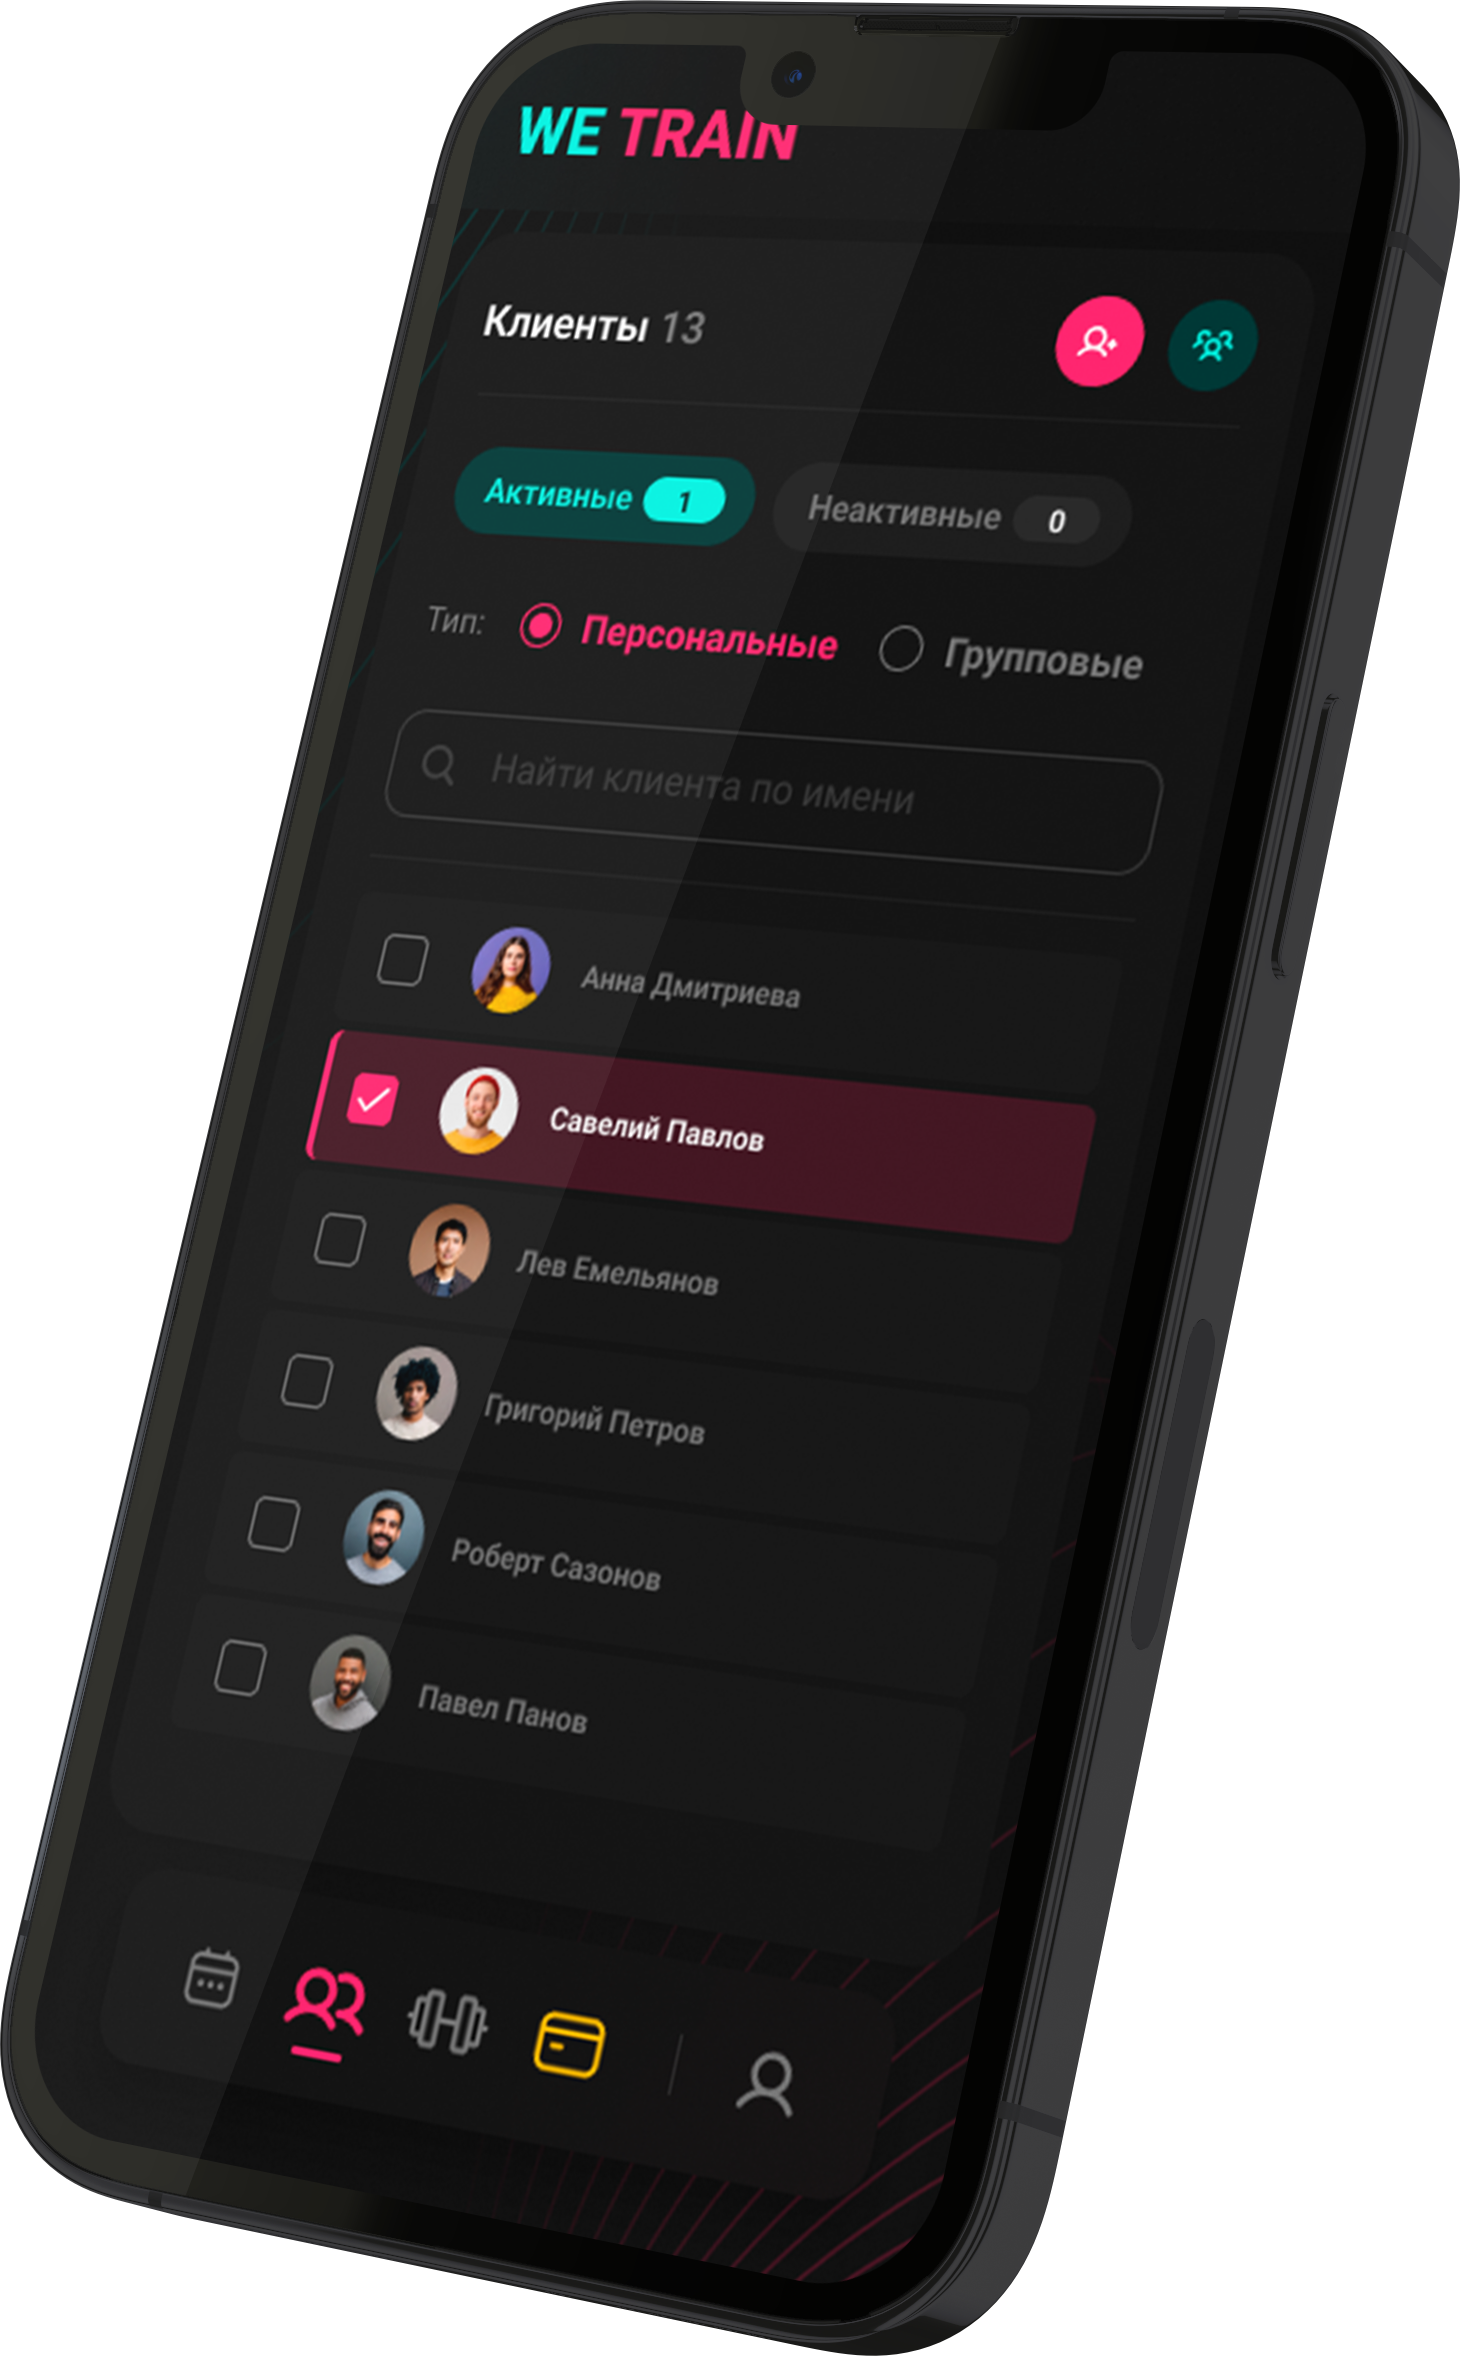 WE TRAIN
Клиенты 13
Активные 1 Неактивные 0
Тип: Персональные Групповые
Найти клиента по имени
Анна Дмитриева
Савелий Павлов
Лев Емельянов
Григорий Петров
Роберт Сазонов
Павел Панов